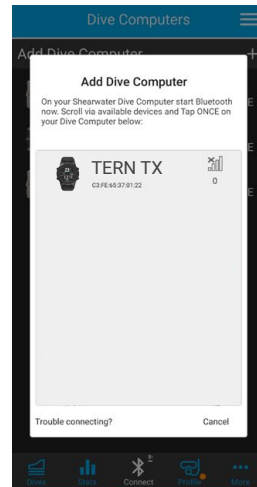 Dive Computers
Add Dive Computer +
Add Dive Computer
On your Shearwater Dive Computer start Bluetooth
now. Scroll via available devices and Tap ONCE on
your Dive Computer below:
E
TERN TX
C3:FE:65:37:01:22
0
E
E
Trouble connecting?
Cancel
Dives
Stats
Connect
Profile
More